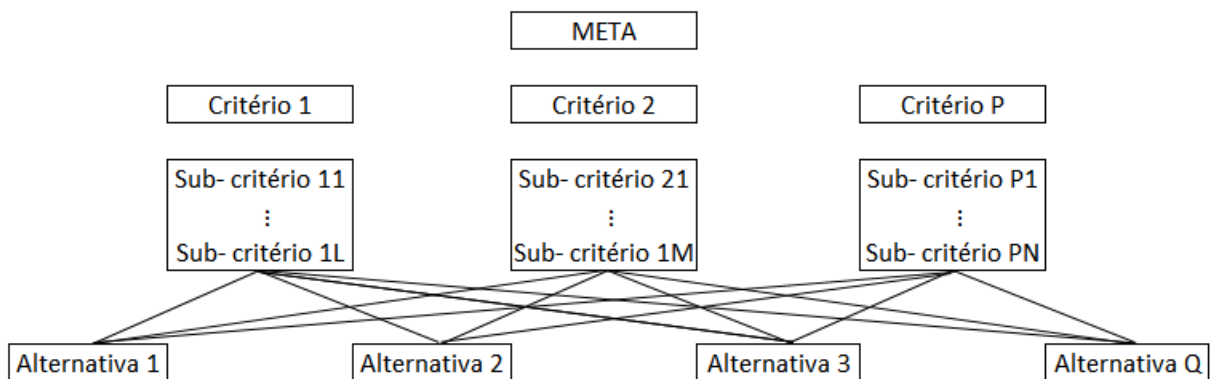 META
Critério 1
Critério 2
Critério P
Sub- critério 11
⋮
Sub- critério 1L
Sub- critério 21
⋮
Sub- critério 1M
Sub- critério P1
⋮
Sub- critério PN
Alternativa 1
Alternativa 2
Alternativa 3
Alternativa Q